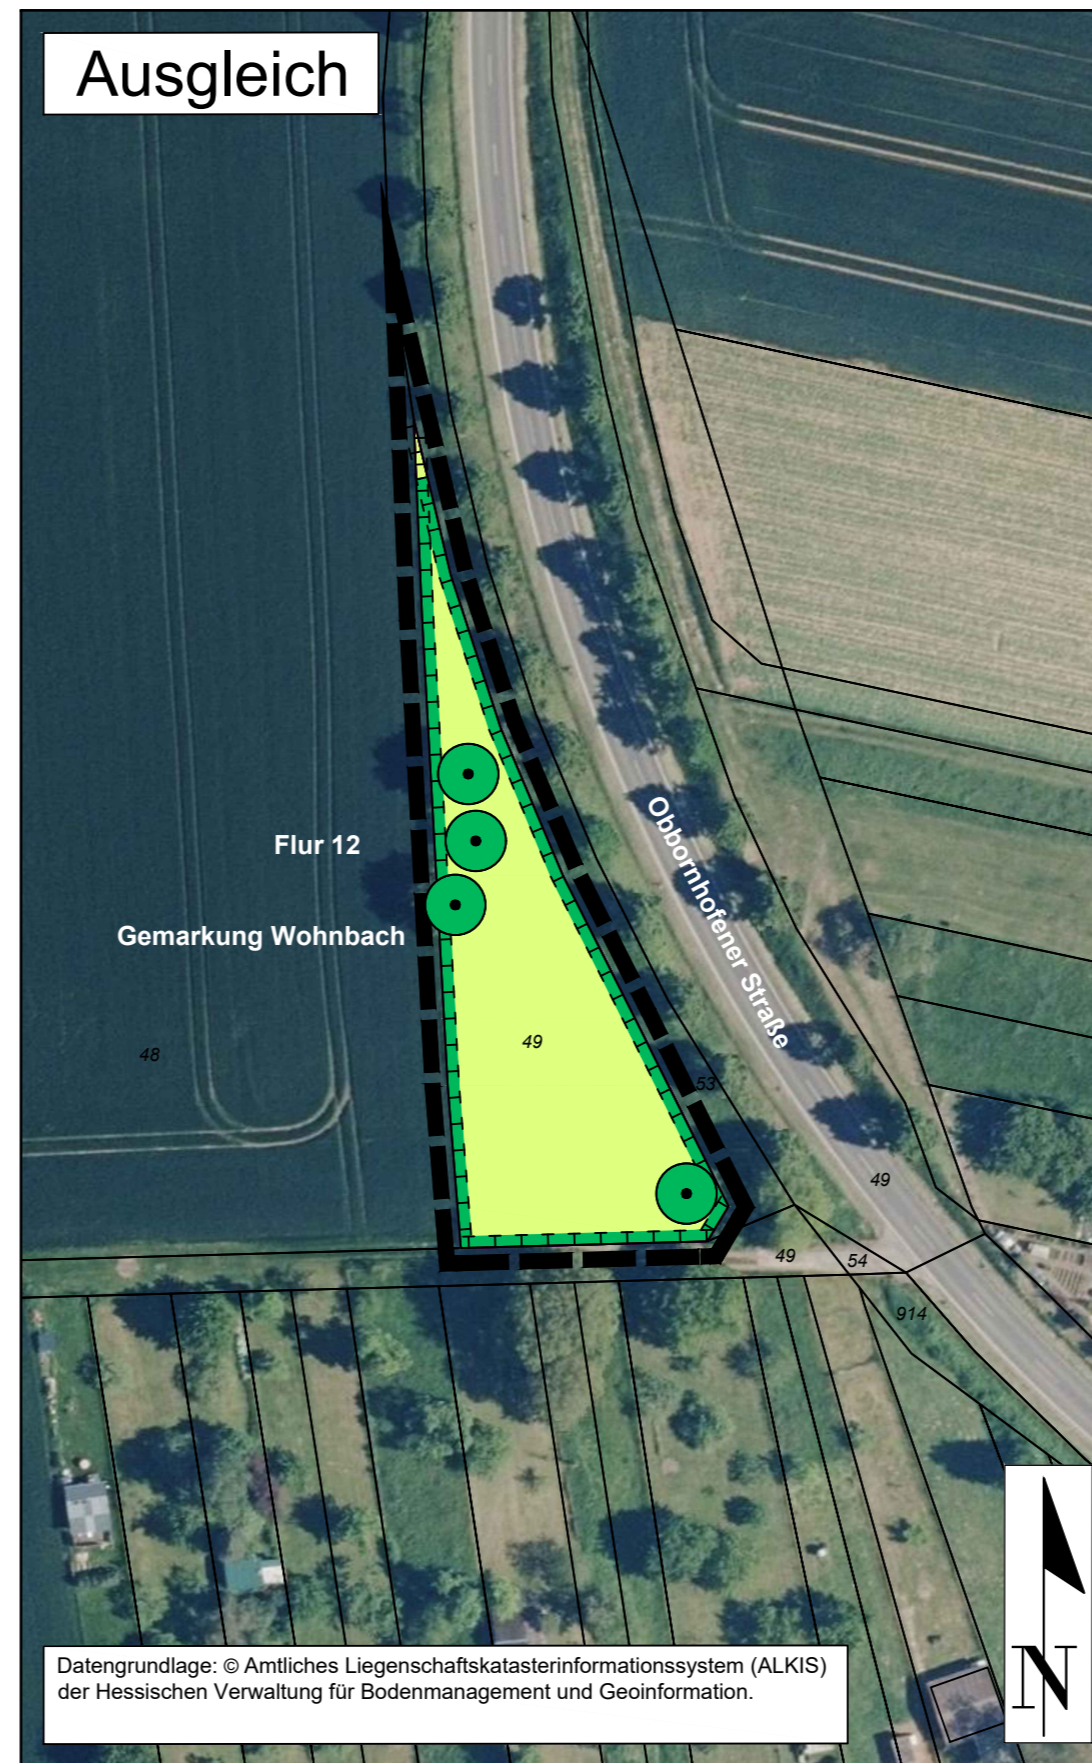 Ausgleich
Obbornhofener Straße
Flur 12
Gemarkung Wohnbach
48
49
53
49
49
54
914
N
Datengrundlage: © Amtliches Liegenschaftskatasterinformationssystem (ALKIS)
der Hessischen Verwaltung für Bodenmanagement und Geoinformation.